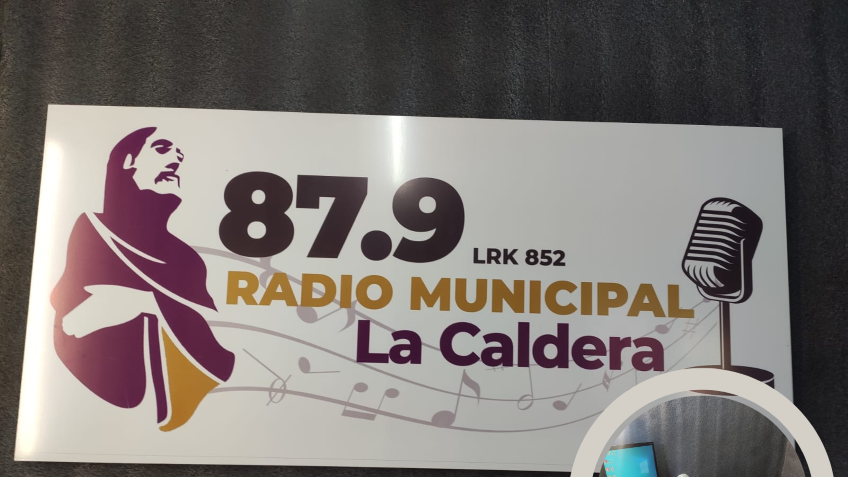 87.9 LRK 852
RADIO MUNICIPAL
La Caldera